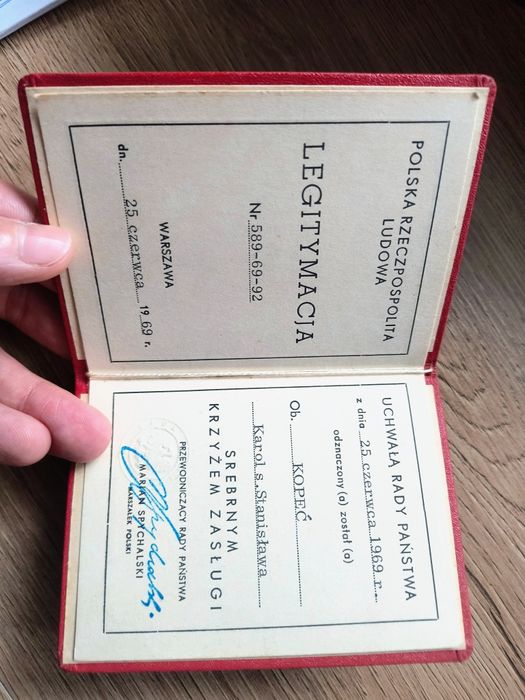 POLSKA RZECZPOSPOLITA
LUDOWA
LEGITYMACJA
Nr 589-69-92
WARSZAWA
dn. 25 czerwca 1969 r.
UCHWAŁĄ RADY PAŃSTWA
z dnia 25 czerwca 1969 r.
odznaczony (a) został (a)
Ob. KOPEĆ
Karol s. Stanisława
SREBRNYM
KRZYŻEM ZASŁUGI
PRZEWODNICZĄCY RADY PAŃSTWA
MARIAN SPYCHALSKI
MARSZAŁEK POLSKI